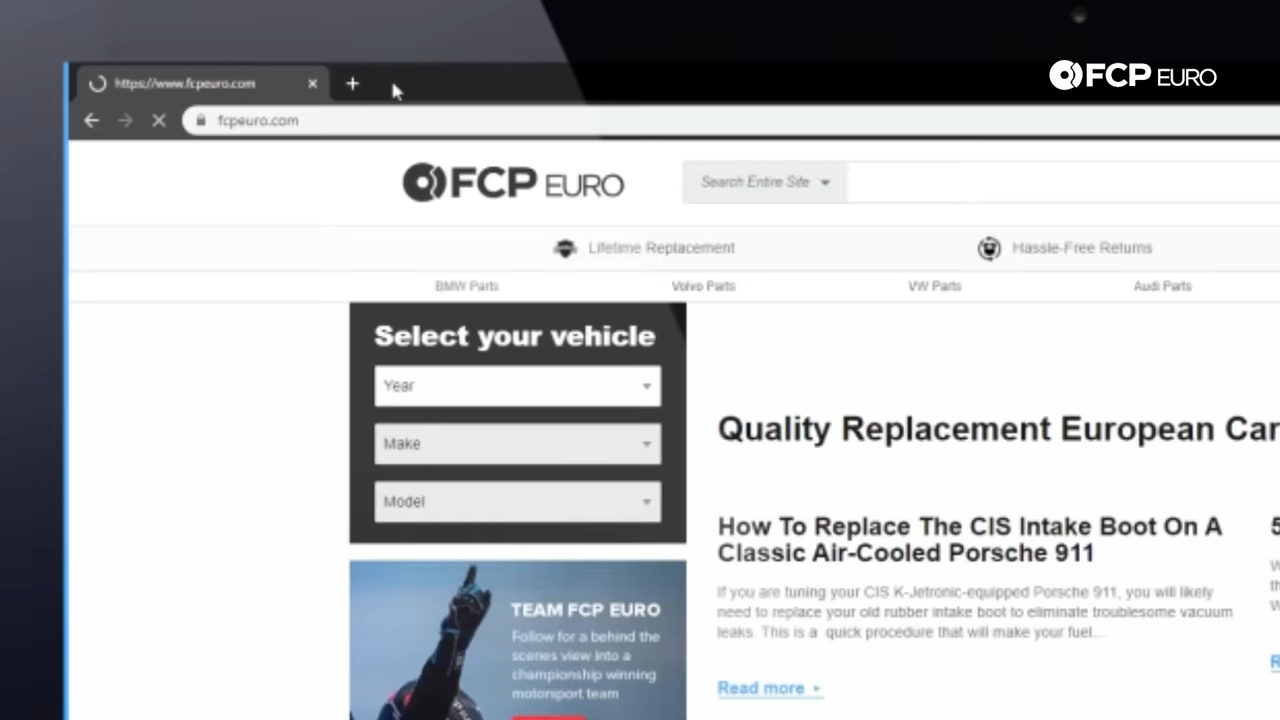 https://www.fcpeuro.com
FCP EURO
fcpeuro.com
FCP EURO
Search Entire Site
Lifetime Replacement
Hassle-Free Returns
BMW Parts
Volvo Parts
VW Parts
Audi Parts
Select your vehicle
Year
Make
Model
Quality Replacement European Car
How To Replace The CIS Intake Boot On A
Classic Air-Cooled Porsche 911
If you are tuning your CIS K-Jetronic-equipped Porsche 911, you will likely
need to replace your old rubber intake boot to eliminate troublesome vacuum
leaks. This is a quick procedure that will make your fuel...
Read more
TEAM FCP EURO
Follow for a behind the
scenes view into a
championship winning
motorsport team
5
W
th
W
R